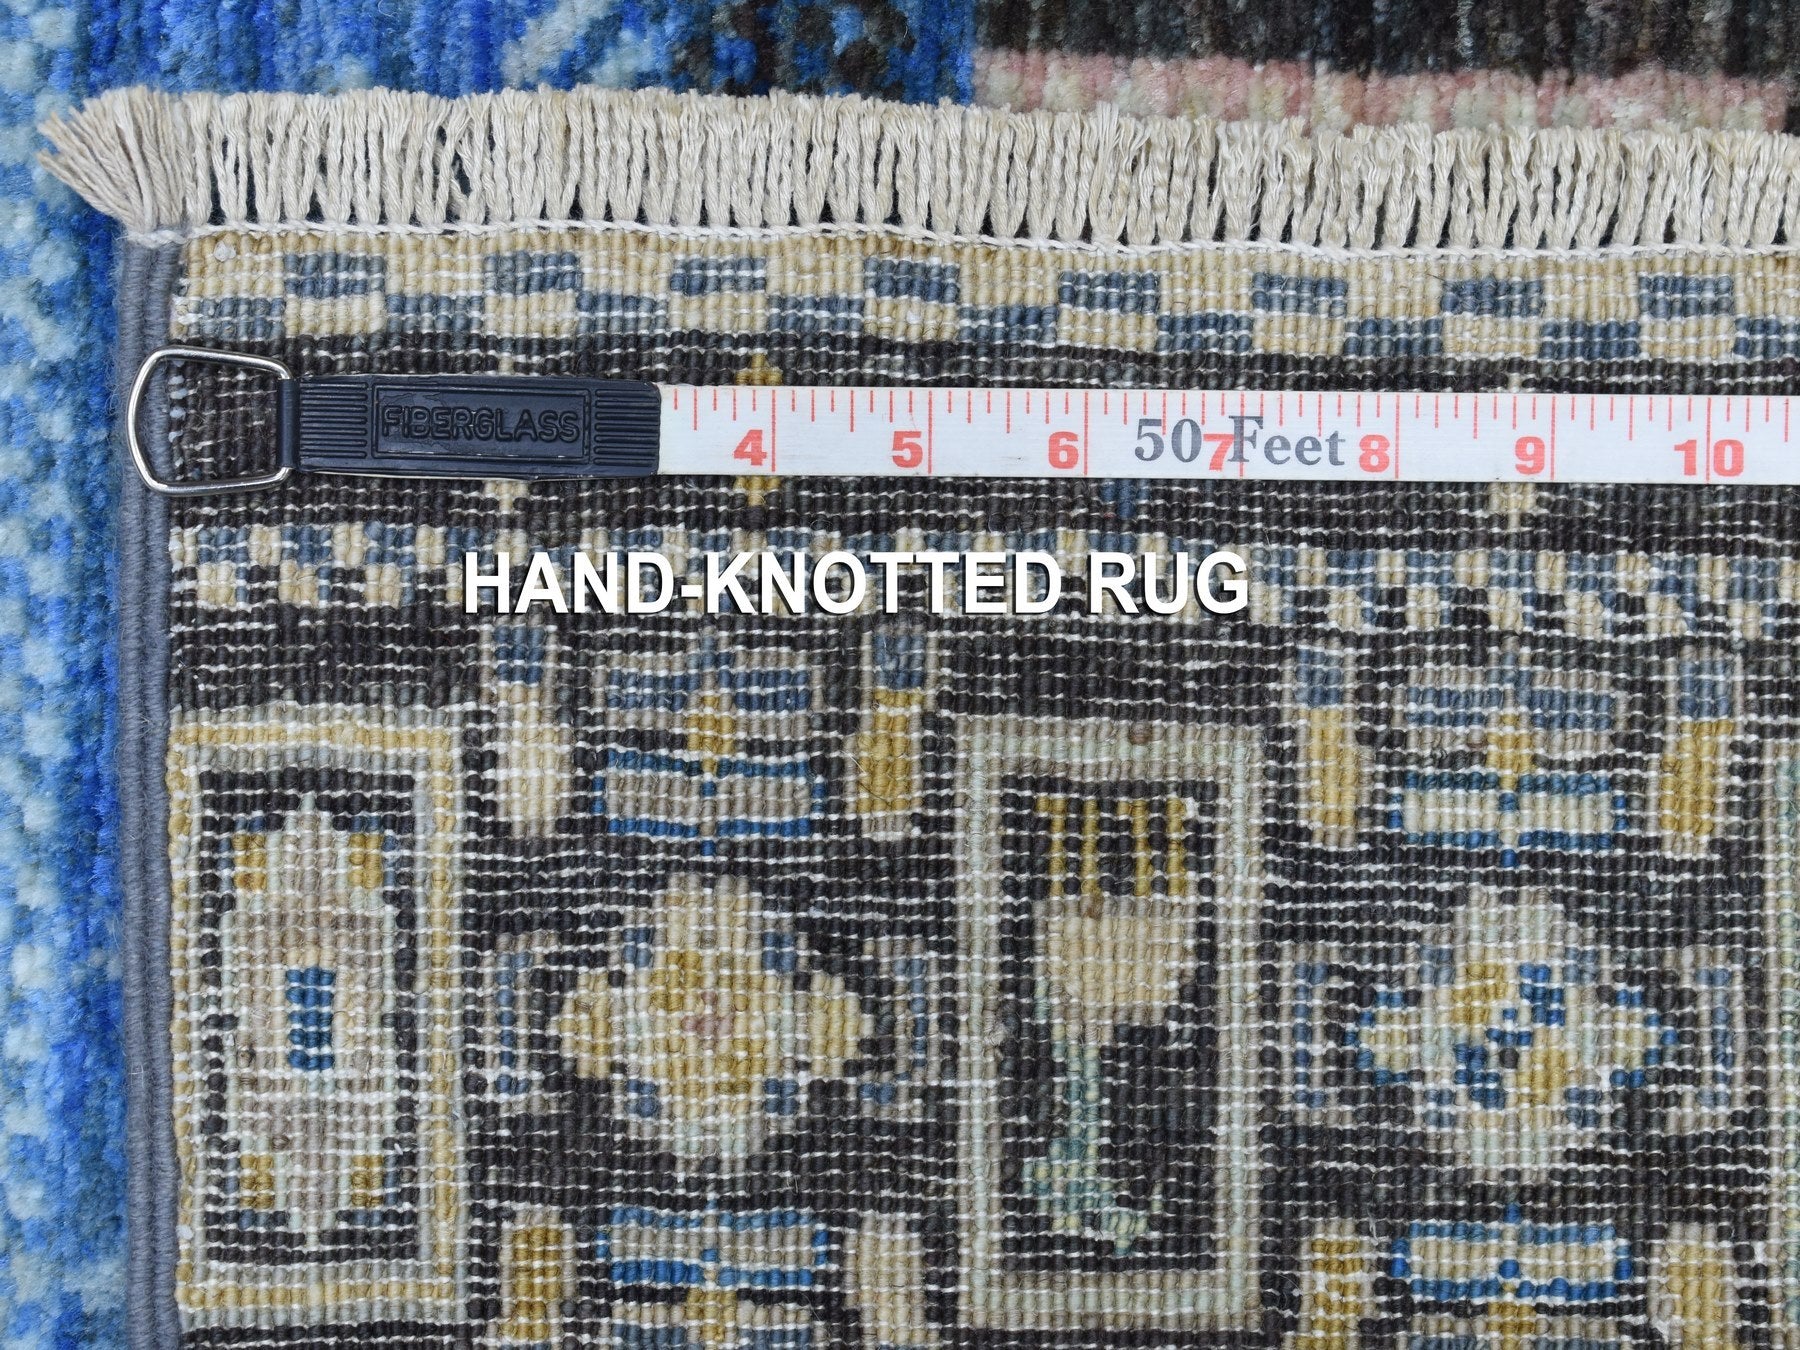 FIBERGLASS
4 5 6 50 7 Feet 8 9 10
HAND-KNOTTED RUG